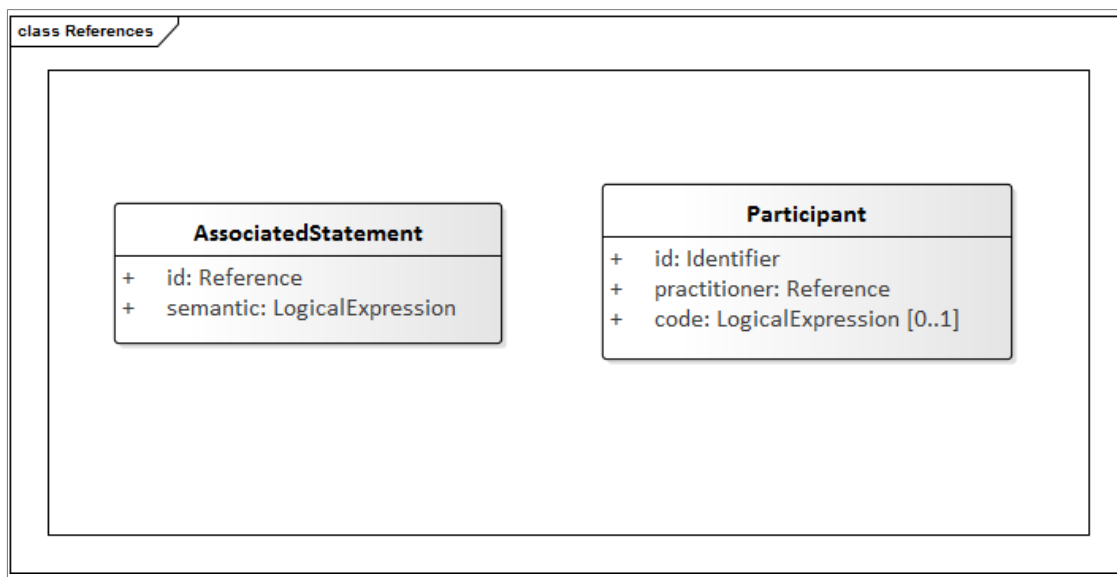 class References
AssociatedStatement
+ id: Reference
+ semantic: LogicalExpression
Participant
+ id: Identifier
+ practitioner: Reference
+ code: LogicalExpression [0..1]